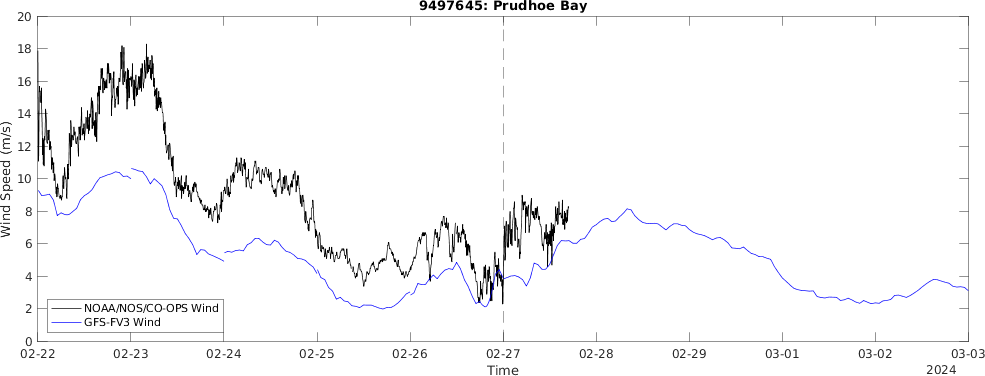 9497645: Prudhoe Bay
20
18
16
14
12
10
8
6
4
2
0
Wind Speed (m/s)
NOAA/NOS/CO-OPS Wind
GFS-FV3 Wind
02-22 02-23 02-24 02-25 02-26 02-27 02-28 02-29 03-01 03-02 03-03
Time
2024